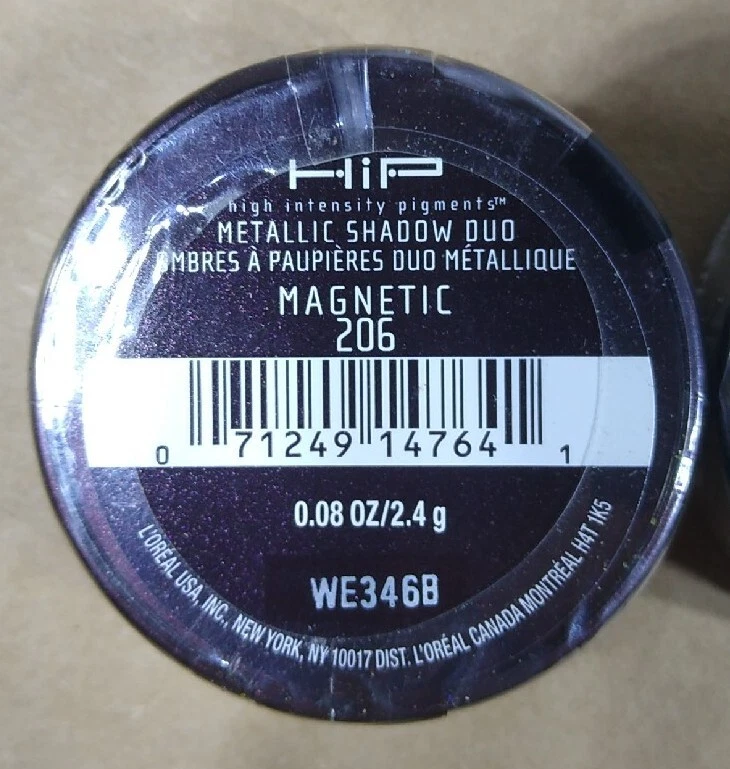 HiP
high intensity pigments™
METALLIC SHADOW DUO
OMBRES À PAUPIÈRES DUO MÉTALLIQUE
MAGNETIC
206
0 71249 14764 1
0.08 OZ/2.4 g
WE346B
L'ORÉAL USA, INC., NEW YORK, NY 10017 DIST. L'ORÉAL CANADA MONTRÉAL H4T 1K5